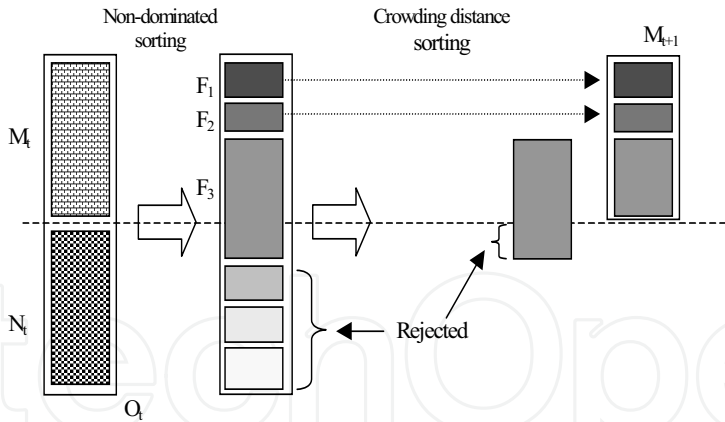 Non-dominated
sorting
Crowding distance
sorting
M_{t+1}
F_1
F_2
M_t
F_3
N_t
Rejected
O_t